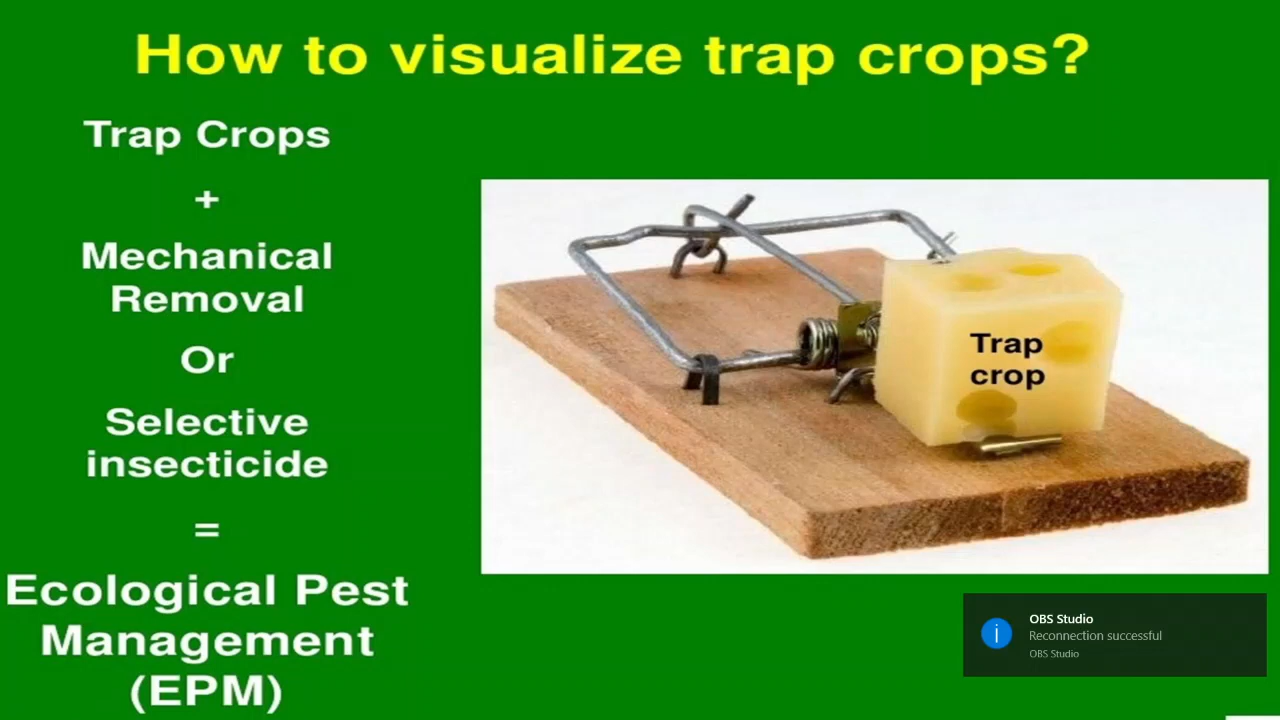 How to visualize trap crops?
Trap Crops
+
Mechanical
Removal
Or
Selective
insecticide
=
Ecological Pest
Management
(EPM)
Trap
crop
OBS Studio
Reconnection successful
OBS Studio